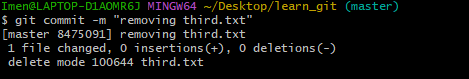 Imen@LAPTOP-D1AOMR6J MINGW64 ~/Desktop/learn_git (master)
$ git commit -m "removing third.txt"
[master 8475091] removing third.txt
 1 file changed, 0 insertions(+), 0 deletions(-)
 delete mode 100644 third.txt